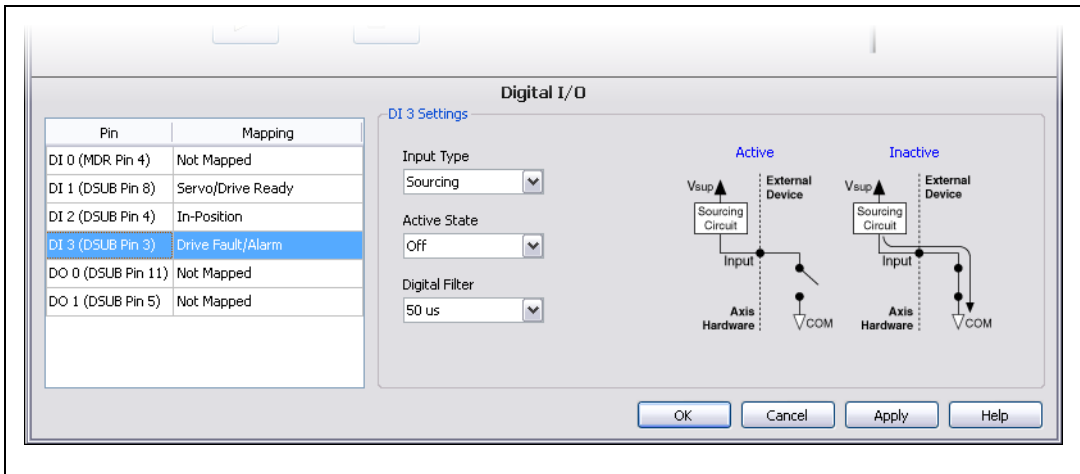 Digital I/O
Pin Mapping
DI 0 (MDR Pin 4) Not Mapped
DI 1 (DSUB Pin 8) Servo/Drive Ready
DI 2 (DSUB Pin 4) In-Position
DI 3 (DSUB Pin 3) Drive Fault/Alarm
DO 0 (DSUB Pin 11) Not Mapped
DO 1 (DSUB Pin 5) Not Mapped
DI 3 Settings
Input Type
Sourcing
Active State
Off
Digital Filter
50 us
Active
Vsup
External
Device
Sourcing
Circuit
Input
Axis
Hardware
COM
Inactive
Vsup
External
Device
Sourcing
Circuit
Input
Axis
Hardware
COM
OK Cancel Apply Help